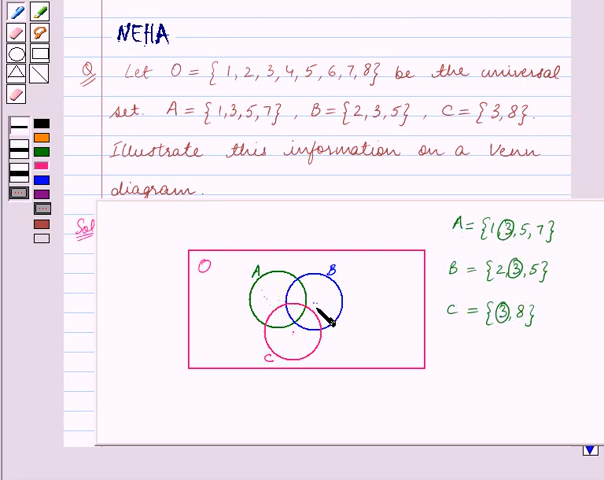 NEHA
Q Let O = { 1, 2, 3, 4, 5, 6, 7, 8} be the universal
set. A = {1,3,5,7} , B = {2,3,5} , C = {3,8}.
Illustrate this information on a Venn
diagram.
Sol
A = {1,3,5,7}
B = {2,3,5}
C = {3,8}
O
A B
C